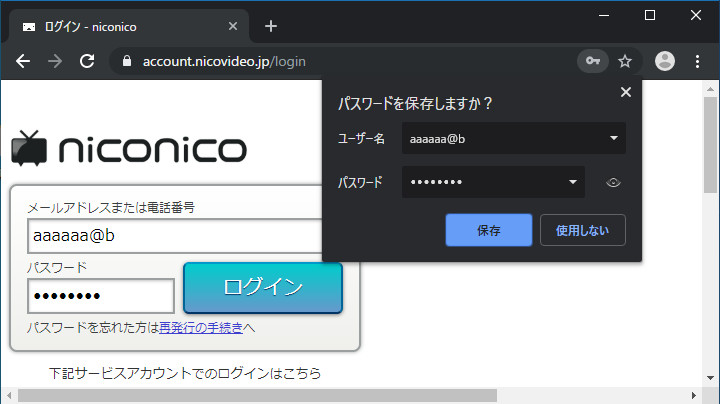 ログイン - niconico
account.nicovideo.jp/login
パスワードを保存しますか？
ユーザー名
aaaaaa@b
パスワード
••••••••
保存
使用しない
niconico
メールアドレスまたは電話番号
aaaaaa@b
パスワード
••••••••
ログイン
パスワードを忘れた方は再発行の手続きへ
下記サービスアカウントでのログインはこちら